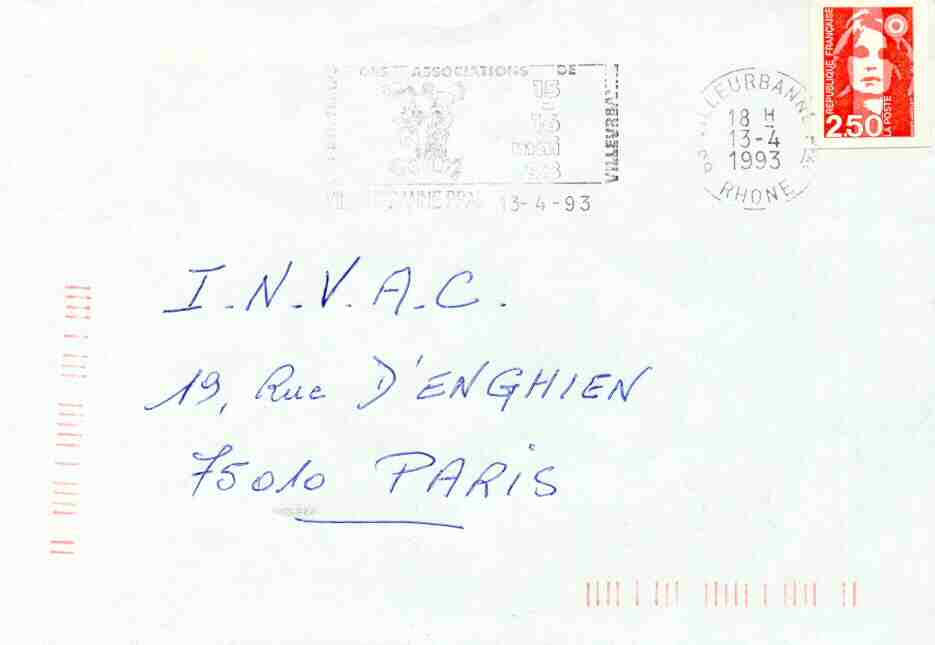 DES ASSOCIATIONS DE
15
16
mai
VILLEURBANNE
13-4-93
LEURBANNE
18 H
13-4
1993
RHONE
REPUBLIQUE FRANÇAISE
2,50
LA POSTE
I.N.V.A.C.
19, Rue D'ENGHIEN
75010 PARIS